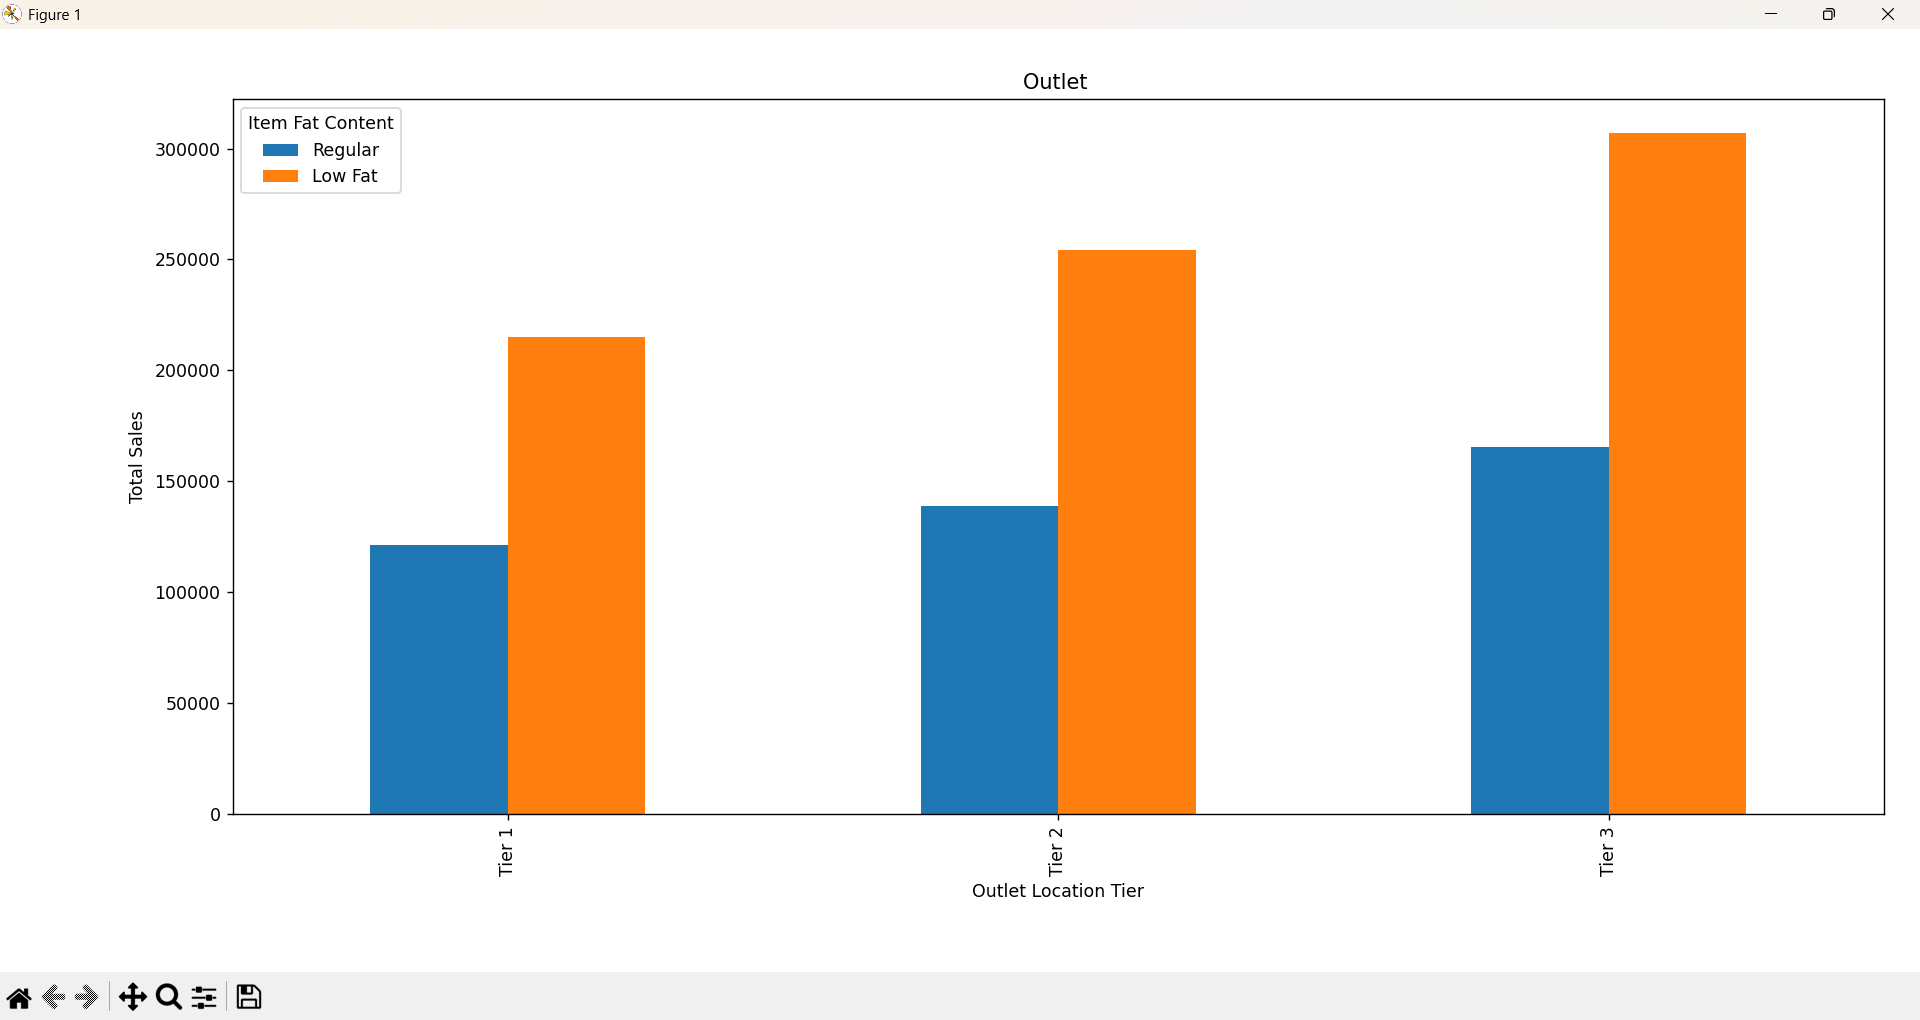 Figure 1
Outlet
Item Fat Content
Regular
Low Fat
300000
250000
200000
150000
100000
50000
0
Total Sales
Tier 1
Tier 2
Tier 3
Outlet Location Tier